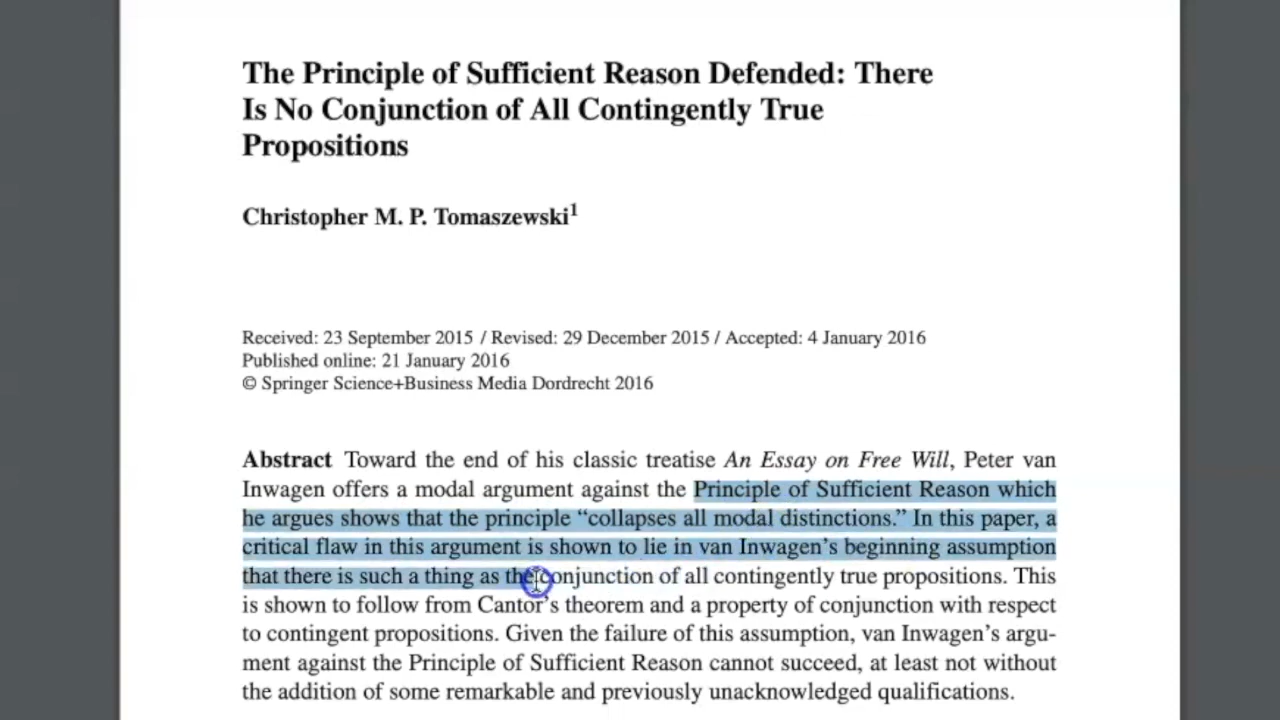 The Principle of Sufficient Reason Defended: There
Is No Conjunction of All Contingently True
Propositions
Christopher M. P. Tomaszewski1
Received: 23 September 2015 / Revised: 29 December 2015 / Accepted: 4 January 2016
Published online: 21 January 2016
© Springer Science+Business Media Dordrecht 2016
Abstract Toward the end of his classic treatise An Essay on Free Will, Peter van
Inwagen offers a modal argument against the Principle of Sufficient Reason which
he argues shows that the principle “collapses all modal distinctions.” In this paper, a
critical flaw in this argument is shown to lie in van Inwagen’s beginning assumption
that there is such a thing as the conjunction of all contingently true propositions. This
is shown to follow from Cantor’s theorem and a property of conjunction with respect
to contingent propositions. Given the failure of this assumption, van Inwagen’s argu-
ment against the Principle of Sufficient Reason cannot succeed, at least not without
the addition of some remarkable and previously unacknowledged qualifications.